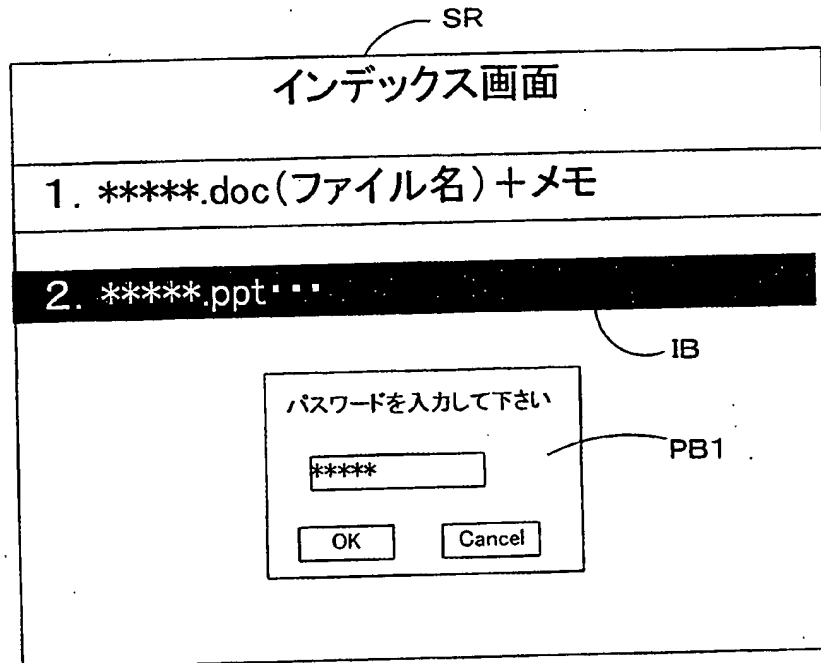 SR
インデックス画面
1. *****.doc(ファイル名)+メモ
2. *****.ppt･･･
IB
パスワードを入力して下さい
PB1
*****
OK Cancel